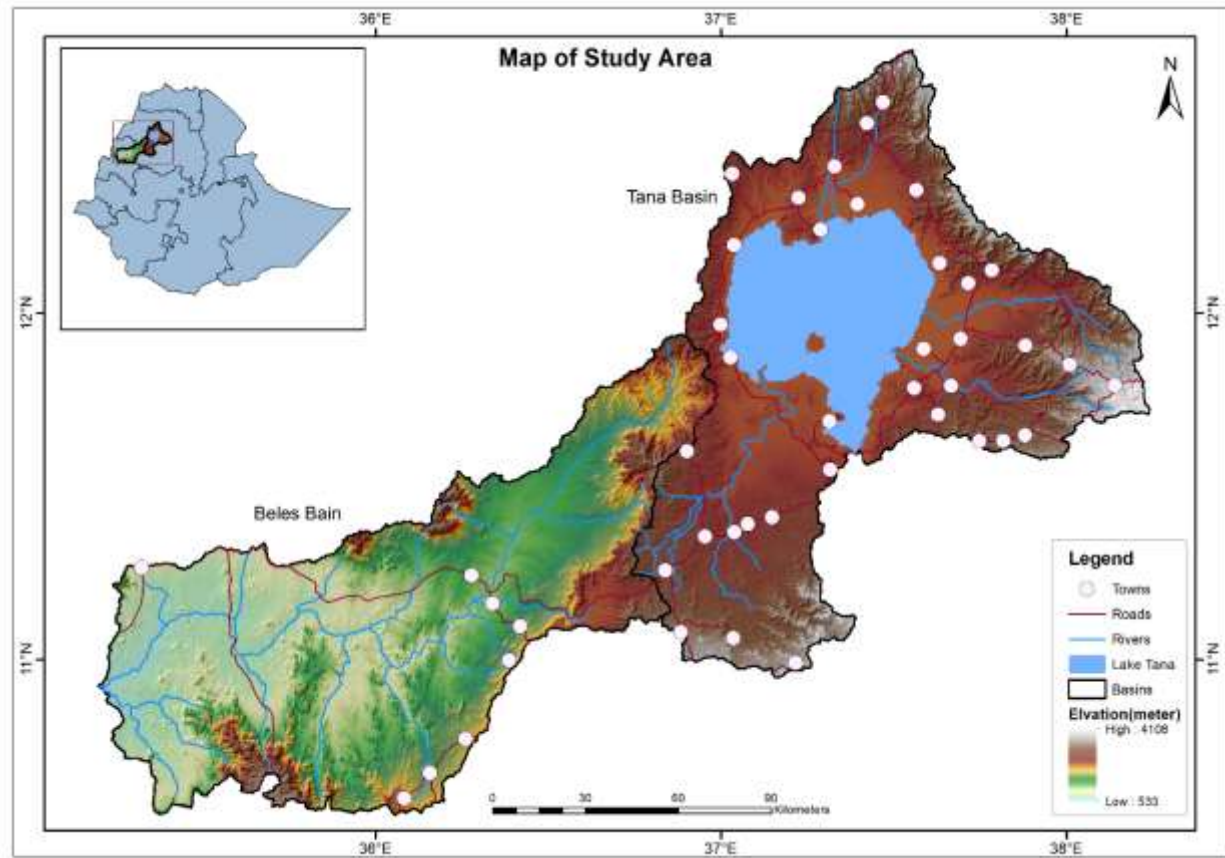 36°E
37°E
38°E
Map of Study Area
N
Tana Basin
12°N
12°N
Beles Bain
11°N
11°N
Legend
Towns
Roads
Rivers
Lake Tana
Basins
Elvation(meter)
High : 4108
Low : 533
0
30
60
90
Kilometers
36°E
37°E
38°E